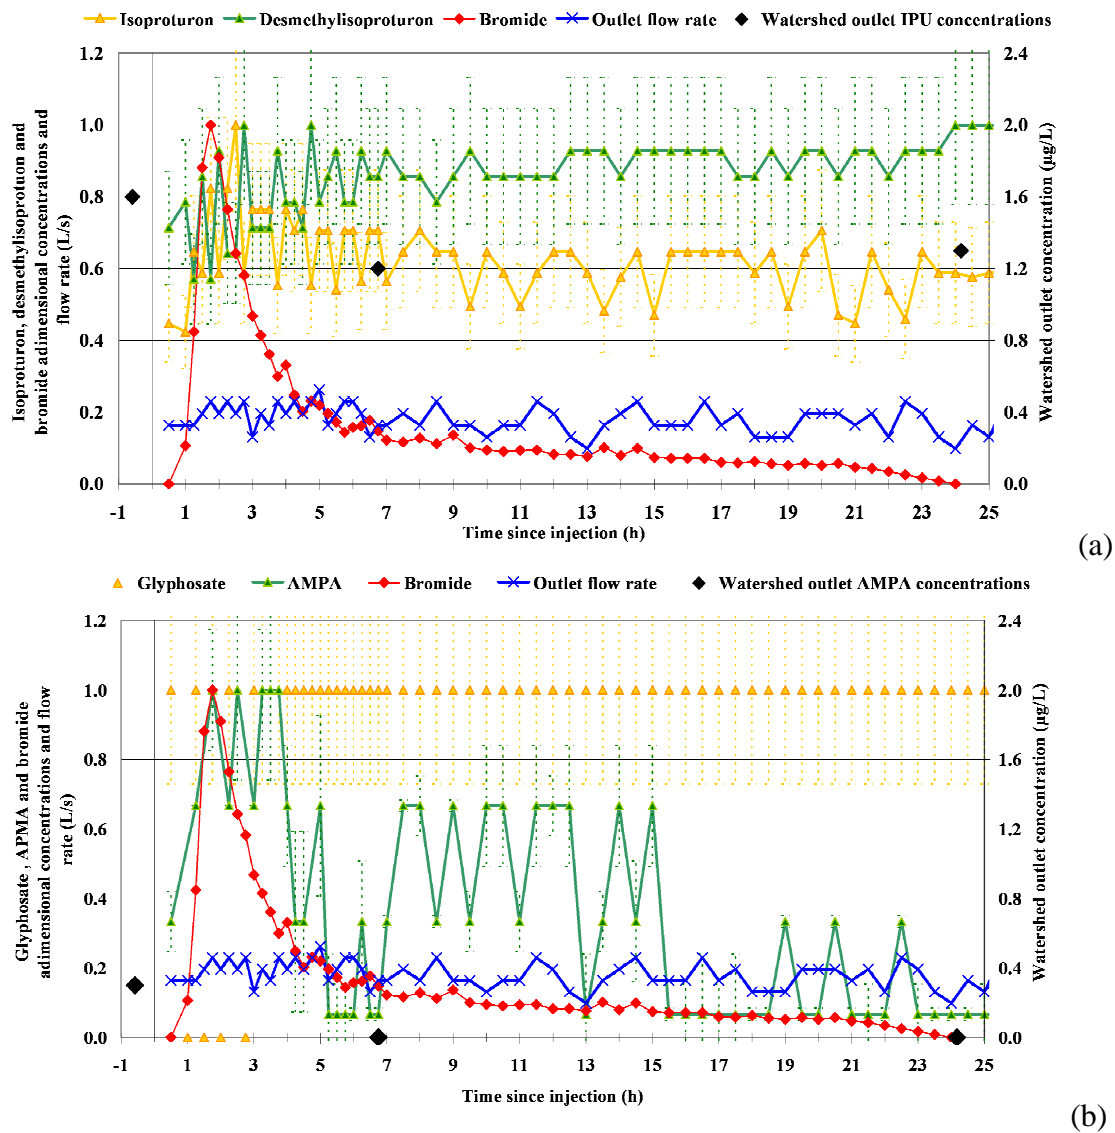 Isoproturon Desmethylisoproturon Bromide Outlet flow rate Watershed outlet IPU concentrations
1.2 2.4
1.0 2.0
0.8 1.6
0.6 1.2
0.4 0.8
0.2 0.4
0.0 0.0
Isoproturon, desmethylisoprotuon and
bromide adimensional concentrations and
flow rate (L/s)
Watershed outlet concentration (µg/L)
-1 1 3 5 7 9 11 13 15 17 19 21 23 25
Time since injection (h)
(a)
Glyphosate AMPA Bromide Outlet flow rate Watershed outlet AMPA concentrations
1.2 2.4
1.0 2.0
0.8 1.6
0.6 1.2
0.4 0.8
0.2 0.4
0.0 0.0
Glyphosate , APMA and bromide
adimensional concentrations and flow
rate (L/s)
Watershed outlet concentration (µg/L)
-1 1 3 5 7 9 11 13 15 17 19 21 23 25
Time since injection (h)
(b)